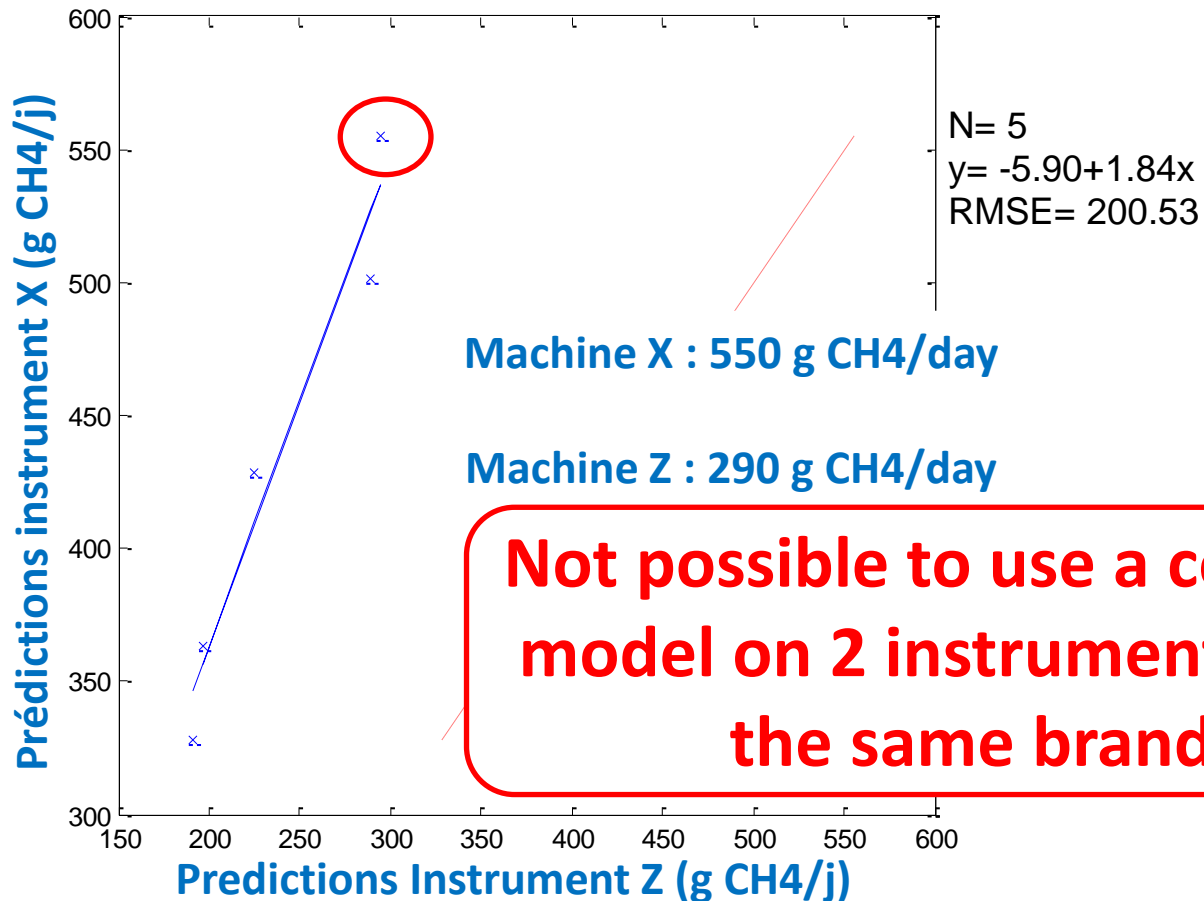 600
550
500
450
400
350
300
150 200 250 300 350 400 450 500 550 600
Prédictions instrument X (g CH4/j)
Predictions Instrument Z (g CH4/j)
N= 5
y= -5.90+1.84x
RMSE= 200.53
Machine X : 550 g CH4/day
Machine Z : 290 g CH4/day
Not possible to use a
model on 2
the same brand